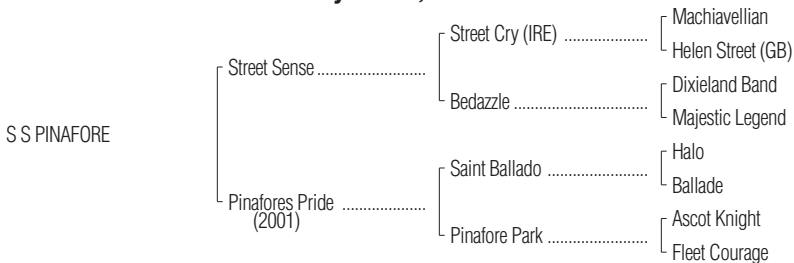 Machiavellian
Street Cry (IRE) ....................
Helen Street (GB)
Street Sense ..........................
Dixieland Band
Bedazzle .................................
Majestic Legend
S S PINAFORE
Halo
Saint Ballado ........................
Ballade
Pinafores Pride ....................
(2001)
Ascot Knight
Pinafore Park ........................
Fleet Courage